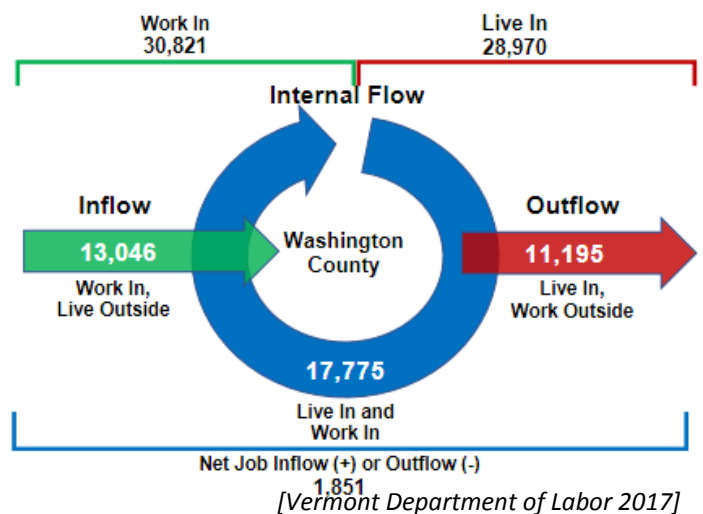 Work In
30,821
Live In
28,970
Internal Flow
Inflow
13,046
Work In,
Live Outside
Washington
County
Outflow
11,195
Live In,
Work Outside
17,775
Live In and
Work In
Net Job Inflow (+) or Outflow (-)
1,851
[Vermont Department of Labor 2017]